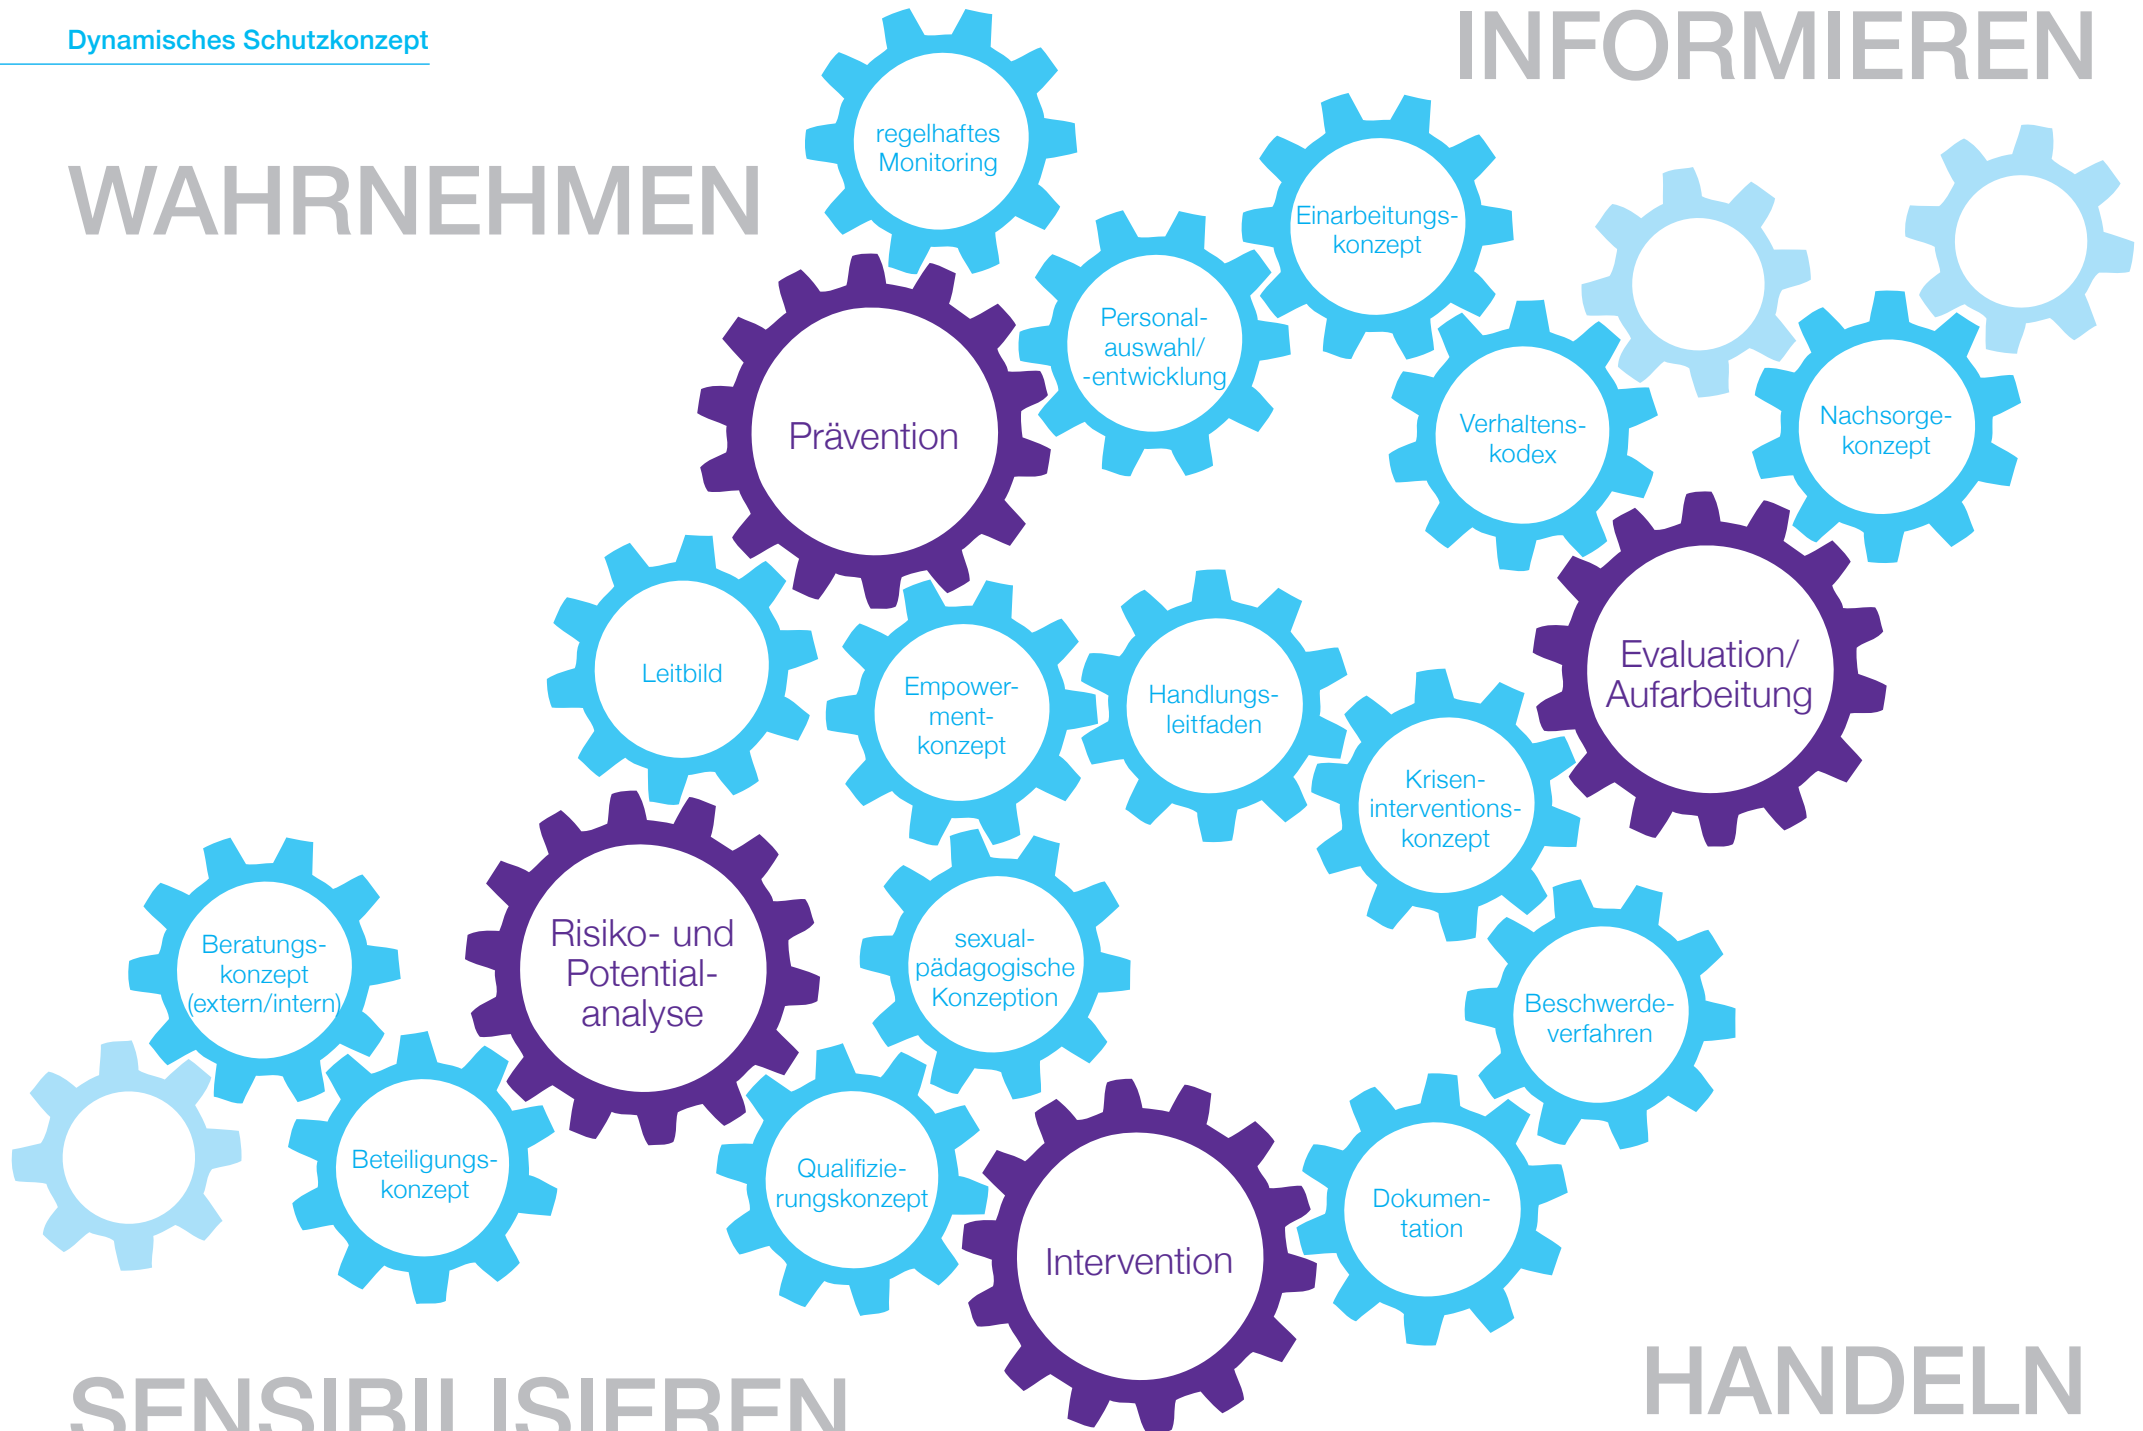 Dynamisches Schutzkonzept
INFORMIEREN
WAHRNEHMEN
regelhaftes
Monitoring
Einarbeitungs-
konzept
Personal-
auswahl/
-entwicklung
Prävention
Verhaltens-
kodex
Nachsorge-
konzept
Leitbild
Empower-
ment-
konzept
Handlungs-
leitfaden
Evaluation/
Aufarbeitung
Krisen-
interventions-
konzept
Beratungs-
konzept
(extern/intern)
Risiko- und
Potential-
analyse
sexual-
pädagogische
Konzeption
Beschwerde-
verfahren
Beteiligungs-
konzept
Qualifizie-
rungskonzept
Intervention
Dokumen-
tation
SENSIBILISIEREN
HANDELN